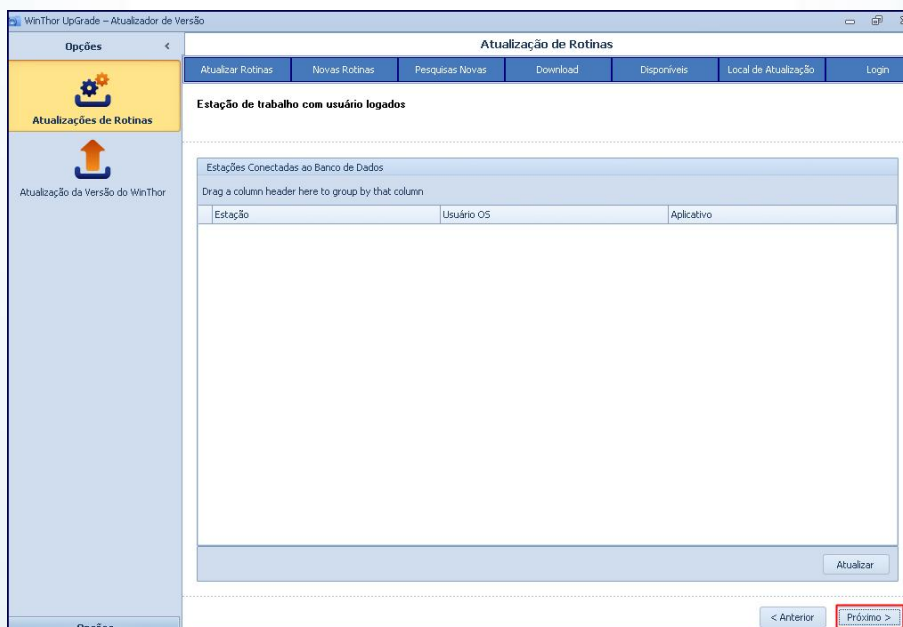 WinThor UpGrade – Atualizador de Versão
Opções <
Atualização de Rotinas
Atualizar Rotinas Novas Rotinas Pesquisas Novas Download Disponíveis Local de Atualização Login
Atualizações de Rotinas
Atualização da Versão do WinThor
Estação de trabalho com usuário logados
Estações Conectadas ao Banco de Dados
Drag a column header here to group by that column
Estação Usuário OS Aplicativo
Atualizar
< Anterior Próximo >
Opções